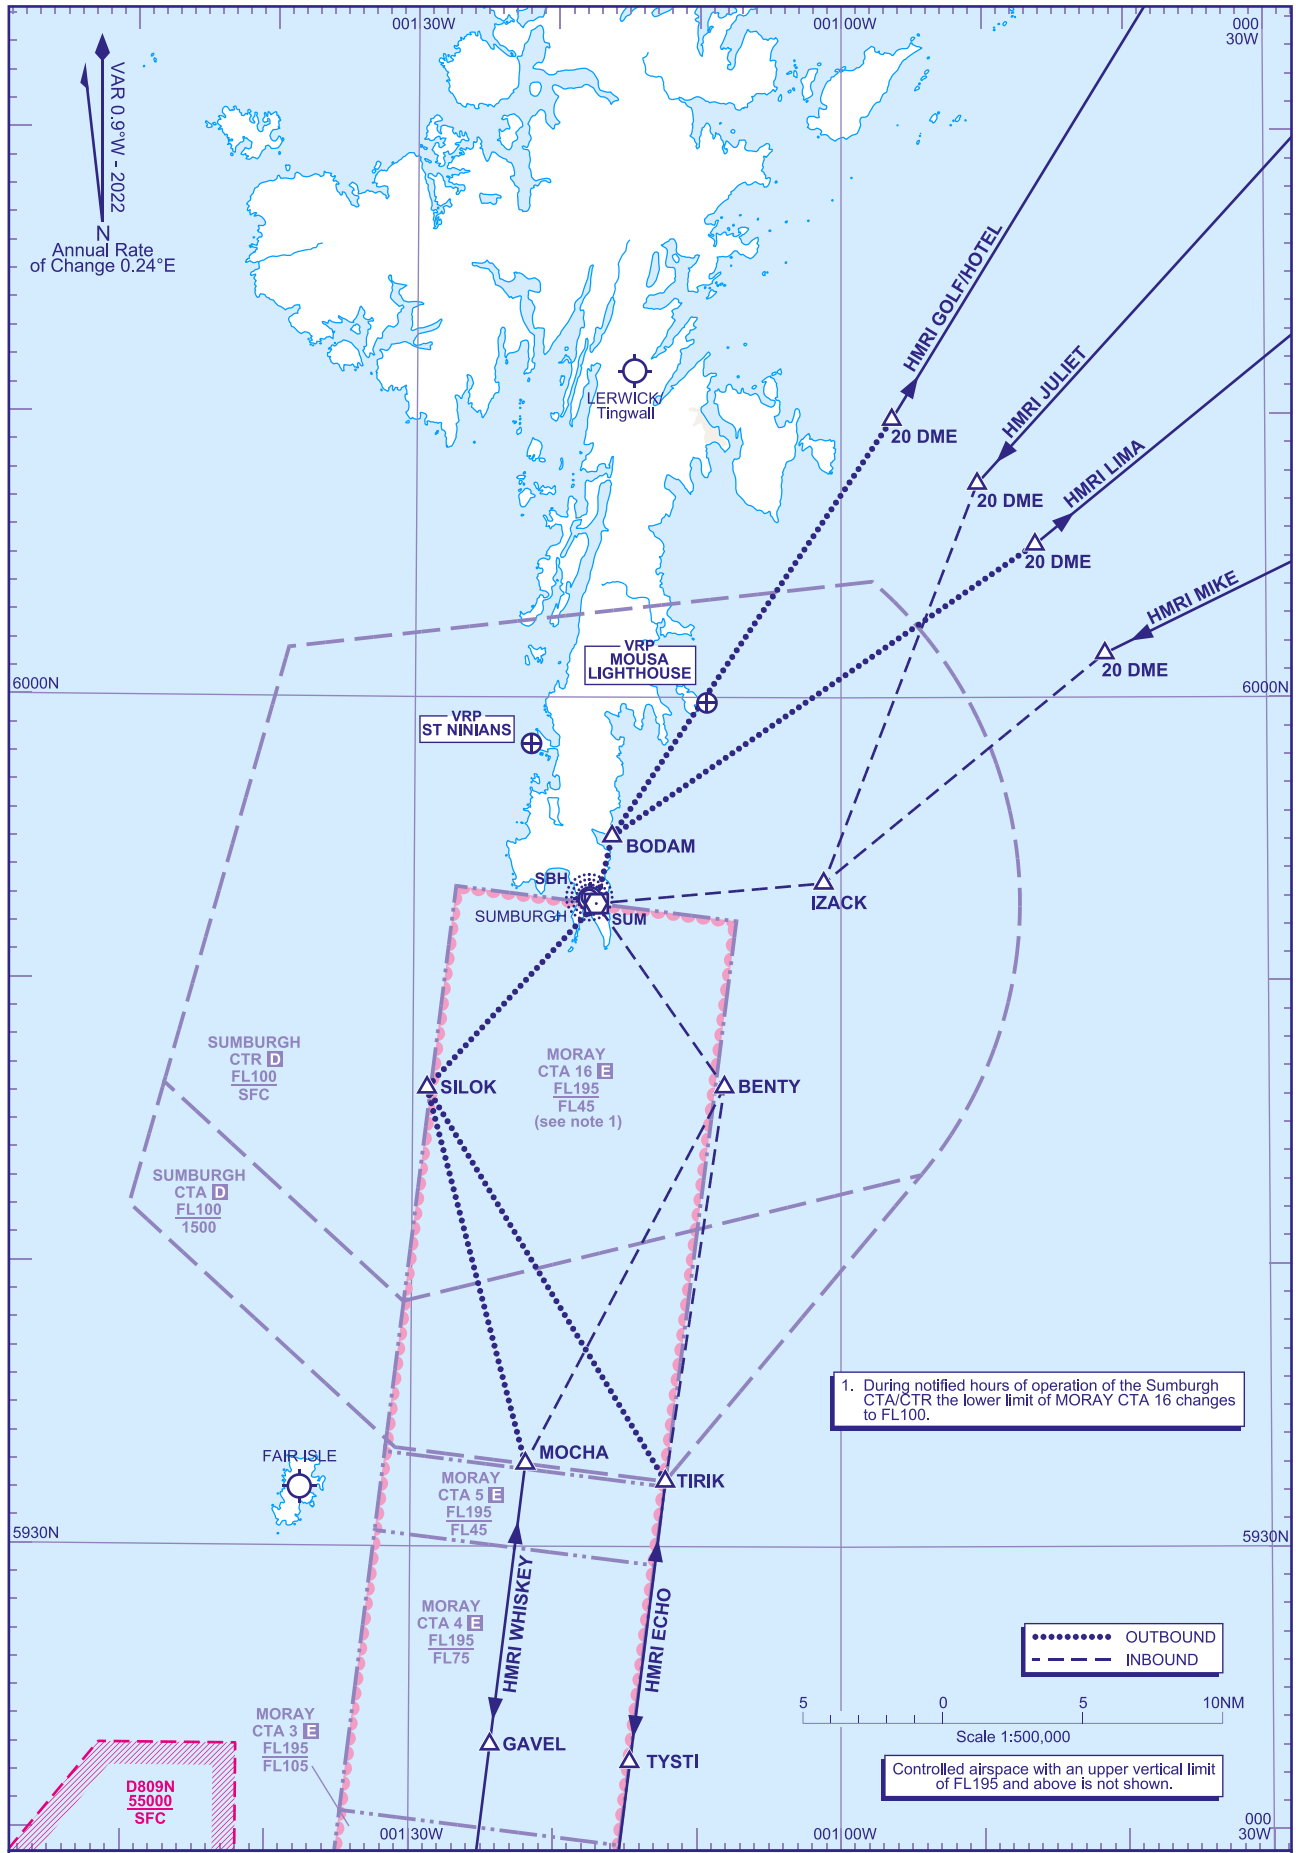 001 30W
001 00W
000
30W
VAR 0.9°W - 2022
N
Annual Rate
of Change 0.24°E
HMRI GOLF/HOTEL
HMRI JULIET
HMRI LIMA
HMRI MIKE
LERWICK/
Tingwall
20 DME
20 DME
20 DME
20 DME
VRP
MOUSA
LIGHTHOUSE
6000N
6000N
VRP
ST NINIANS
BODAM
SBH
IZACK
SUMBURGH
SUM
SUMBURGH
CTR D
FL100
SFC
MORAY
CTA 16 E
FL195
FL45
(see note 1)
SILOK
BENTY
SUMBURGH
CTA D
FL100
1500
1. During notified hours of operation of the Sumburgh
CTA/CTR the lower limit of MORAY CTA 16 changes
to FL100.
FAIR ISLE
MOCHA
TIRIK
MORAY
CTA 5 E
FL195
FL45
5930N
5930N
HMRI WHISKEY
HMRI ECHO
MORAY
CTA 4 E
FL195
FL75
OUTBOUND
INBOUND
5 0 5 10NM
Scale 1:500,000
MORAY
CTA 3 E
FL195
FL105
GAVEL
TYSTI
Controlled airspace with an upper vertical limit
of FL195 and above is not shown.
D809N
55000
SFC
001 30W
001 00W
000
30W